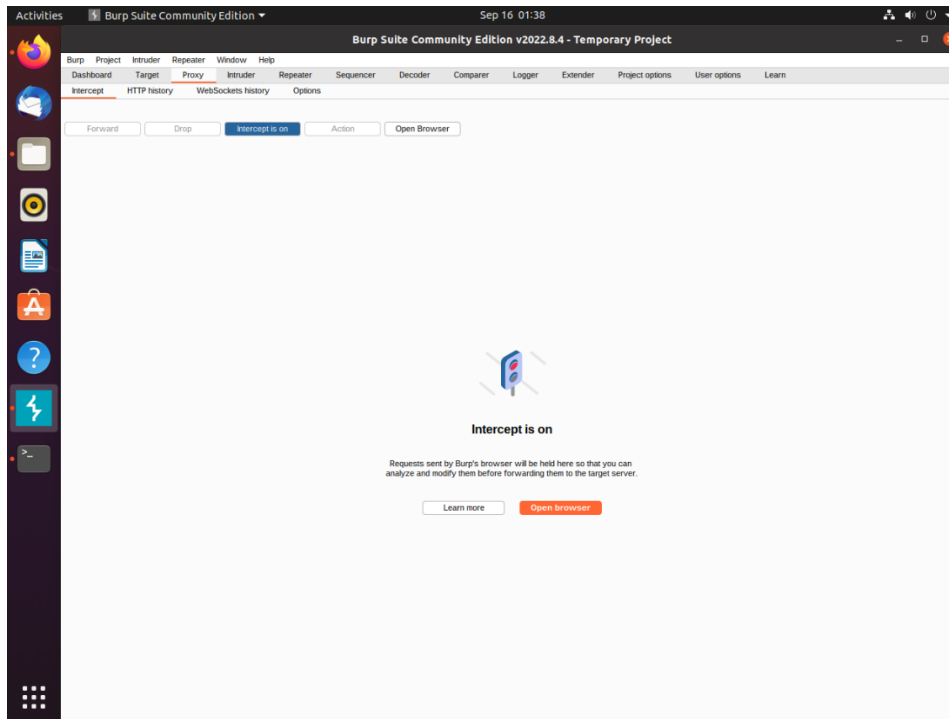 Activities Burp Suite Community Edition Sep 16 01:38
Burp Suite Community Edition v2022.8.4 - Temporary Project
Burp Project Intruder Repeater Window Help
Dashboard Target Proxy Intruder Repeater Sequencer Decoder Comparer Logger Extender Project options User options Learn
Intercept HTTP history WebSockets history Options
Forward Drop Intercept is on Action Open Browser
Intercept is on
Requests sent by Burp's browser will be held here so that you can
analyze and modify them before forwarding them to the target server.
Learn more Open browser